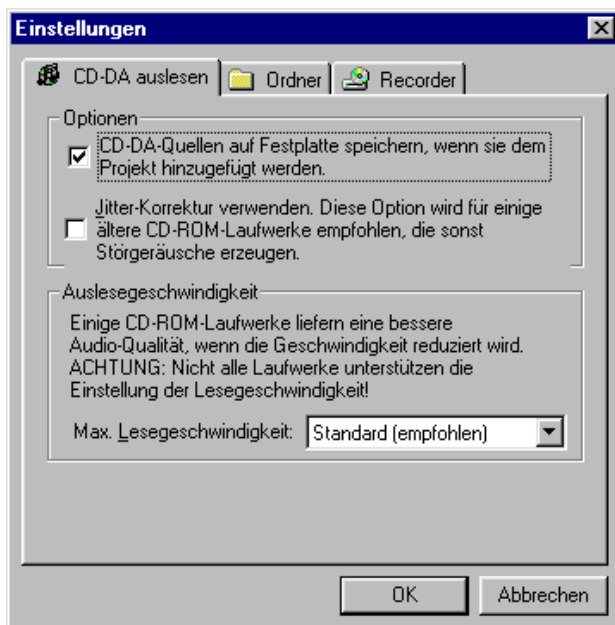 Einstellungen
CD-DA auslesen Ordner Recorder
Optionen
CD-DA-Quellen auf Festplatte speichern, wenn sie dem
Projekt hinzugefügt werden.
Jitter-Korrektur verwenden. Diese Option wird für einige
ältere CD-ROM-Laufwerke empfohlen, die sonst
Störgeräusche erzeugen.
Auslesegeschwindigkeit
Einige CD-ROM-Laufwerke liefern eine bessere
Audio-Qualität, wenn die Geschwindigkeit reduziert wird.
ACHTUNG: Nicht alle Laufwerke unterstützen die
Einstellung der Lesegeschwindigkeit!
Max. Lesegeschwindigkeit: Standard (empfohlen)
OK Abbrechen